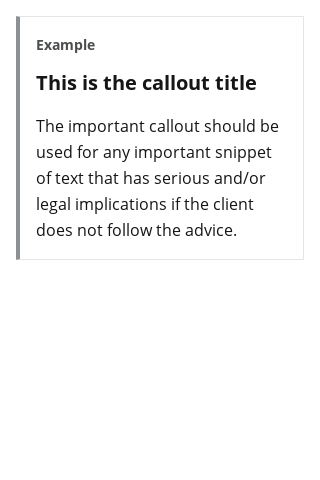 Example
This is the callout title
The important callout should be
used for any important snippet
of text that has serious and/or
legal implications if the client
does not follow the advice.